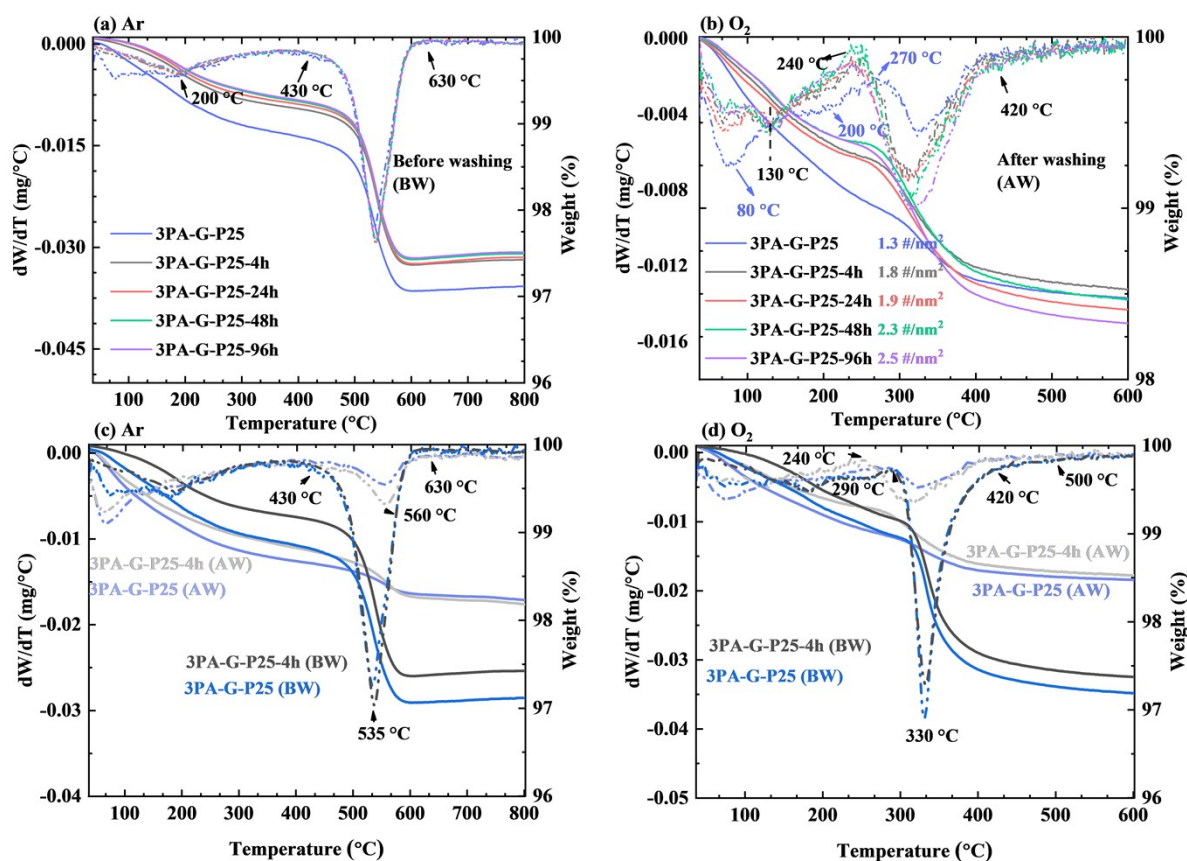 (a) Ar
0.000
-0.015
-0.030
-0.045
dW/dT (mg/°C)
100
99
98
97
96
Weight (%)
200 °C
430 °C
630 °C
Before washing
(BW)
3PA-G-P25
3PA-G-P25-4h
3PA-G-P25-24h
3PA-G-P25-48h
3PA-G-P25-96h
100 200 300 400 500 600 700 800
Temperature (°C)
(b) O2
0.000
-0.004
-0.008
-0.012
-0.016
dW/dT (mg/°C)
100
99
98
Weight (%)
240 °C
270 °C
200 °C
420 °C
130 °C
80 °C
After washing
(AW)
3PA-G-P25 1.3 #/nm2
3PA-G-P25-4h 1.8 #/nm2
3PA-G-P25-24h 1.9 #/nm2
3PA-G-P25-48h 2.3 #/nm2
3PA-G-P25-96h 2.5 #/nm2
100 200 300 400 500 600
Temperature (°C)
(c) Ar
0.00
-0.01
-0.02
-0.03
-0.04
dW/dT (mg/°C)
100
99
98
97
96
Weight (%)
430 °C
630 °C
560 °C
3PA-G-P25-4h (AW)
3PA-G-P25 (AW)
3PA-G-P25-4h (BW)
3PA-G-P25 (BW)
535 °C
100 200 300 400 500 600 700 800
Temperature (°C)
(d) O2
0.00
-0.01
-0.02
-0.03
-0.04
-0.05
dW/dT (mg/°C)
100
99
98
97
96
Weight (%)
240 °C
290 °C
420 °C
500 °C
3PA-G-P25-4h (AW)
3PA-G-P25 (AW)
3PA-G-P25-4h (BW)
3PA-G-P25 (BW)
330 °C
100 200 300 400 500 600
Temperature (°C)